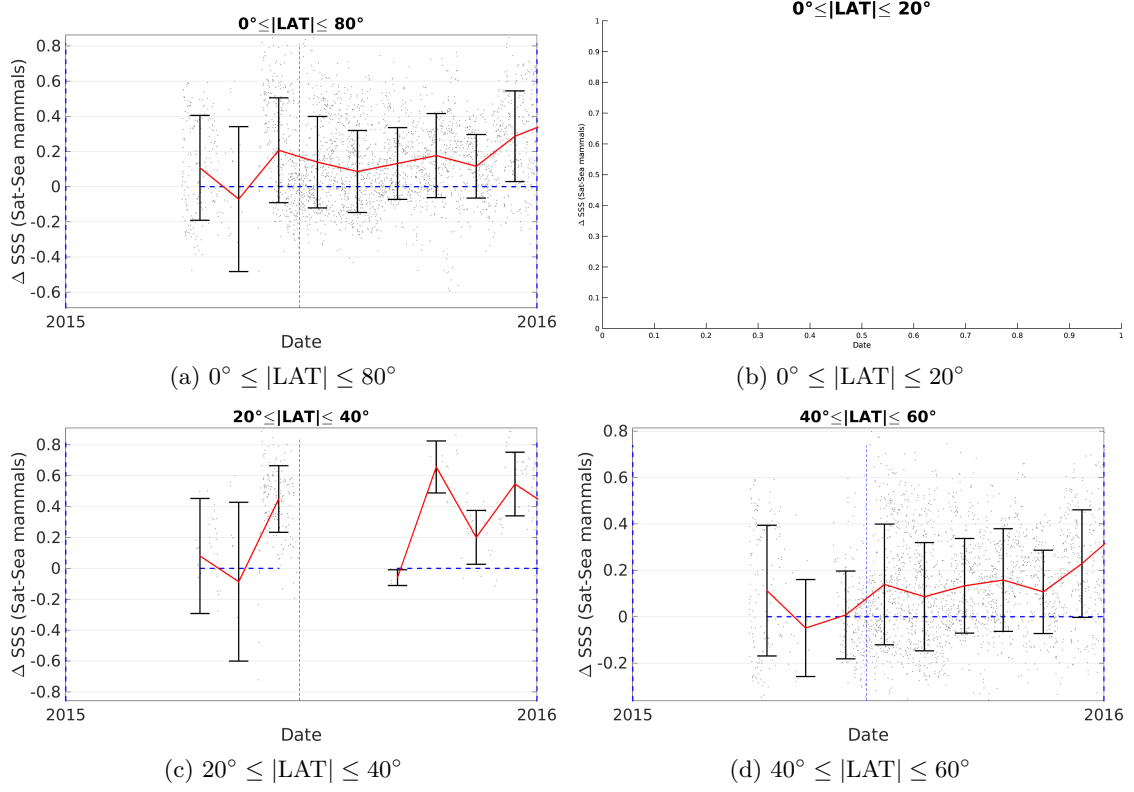 0°≤|LAT|≤ 80°
0.8
0.6
0.4
0.2
0
-0.2
-0.4
-0.6
Δ SSS (Sat-Sea mammals)
2015
2016
Date
(a) 0° ≤ |LAT| ≤ 80°
0°≤|LAT|≤ 20°
1
0.9
0.8
0.7
0.6
0.5
0.4
0.3
0.2
0.1
0
Δ SSS (Sat-Sea mammals)
0 0.1 0.2 0.3 0.4 0.5 0.6 0.7 0.8 0.9 1
Date
(b) 0° ≤ |LAT| ≤ 20°
20°≤|LAT|≤ 40°
0.8
0.6
0.4
0.2
0
-0.2
-0.4
-0.6
-0.8
Δ SSS (Sat-Sea mammals)
2015
2016
Date
(c) 20° ≤ |LAT| ≤ 40°
40°≤|LAT|≤ 60°
0.8
0.6
0.4
0.2
0
-0.2
Δ SSS (Sat-Sea mammals)
2015
2016
Date
(d) 40° ≤ |LAT| ≤ 60°